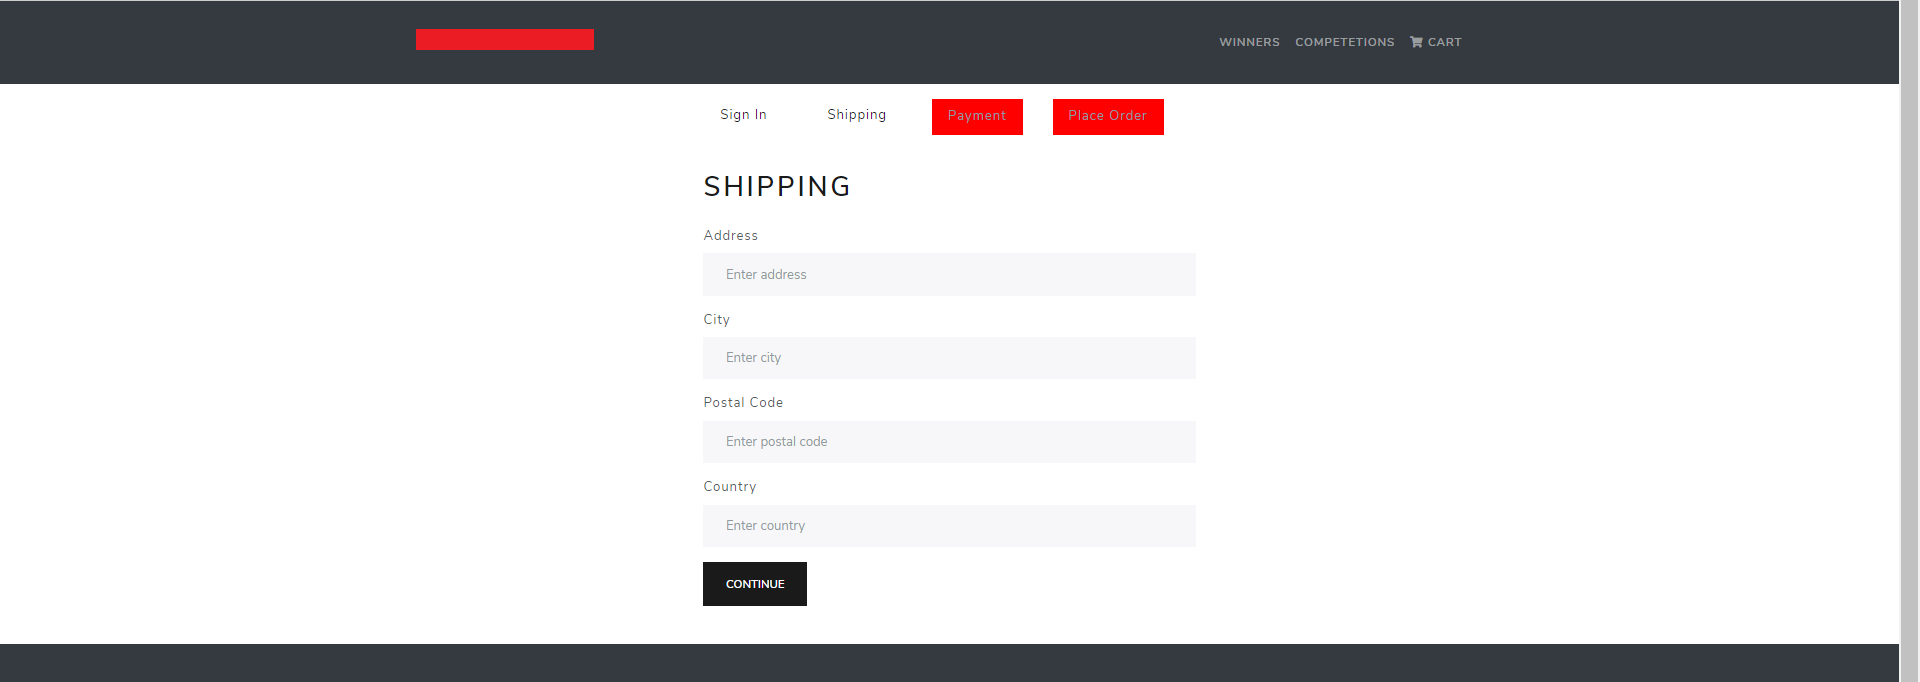 WINNERS COMPETETIONS CART
Sign In Shipping Payment Place Order
SHIPPING
Address
Enter address
City
Enter city
Postal Code
Enter postal code
Country
Enter country
CONTINUE